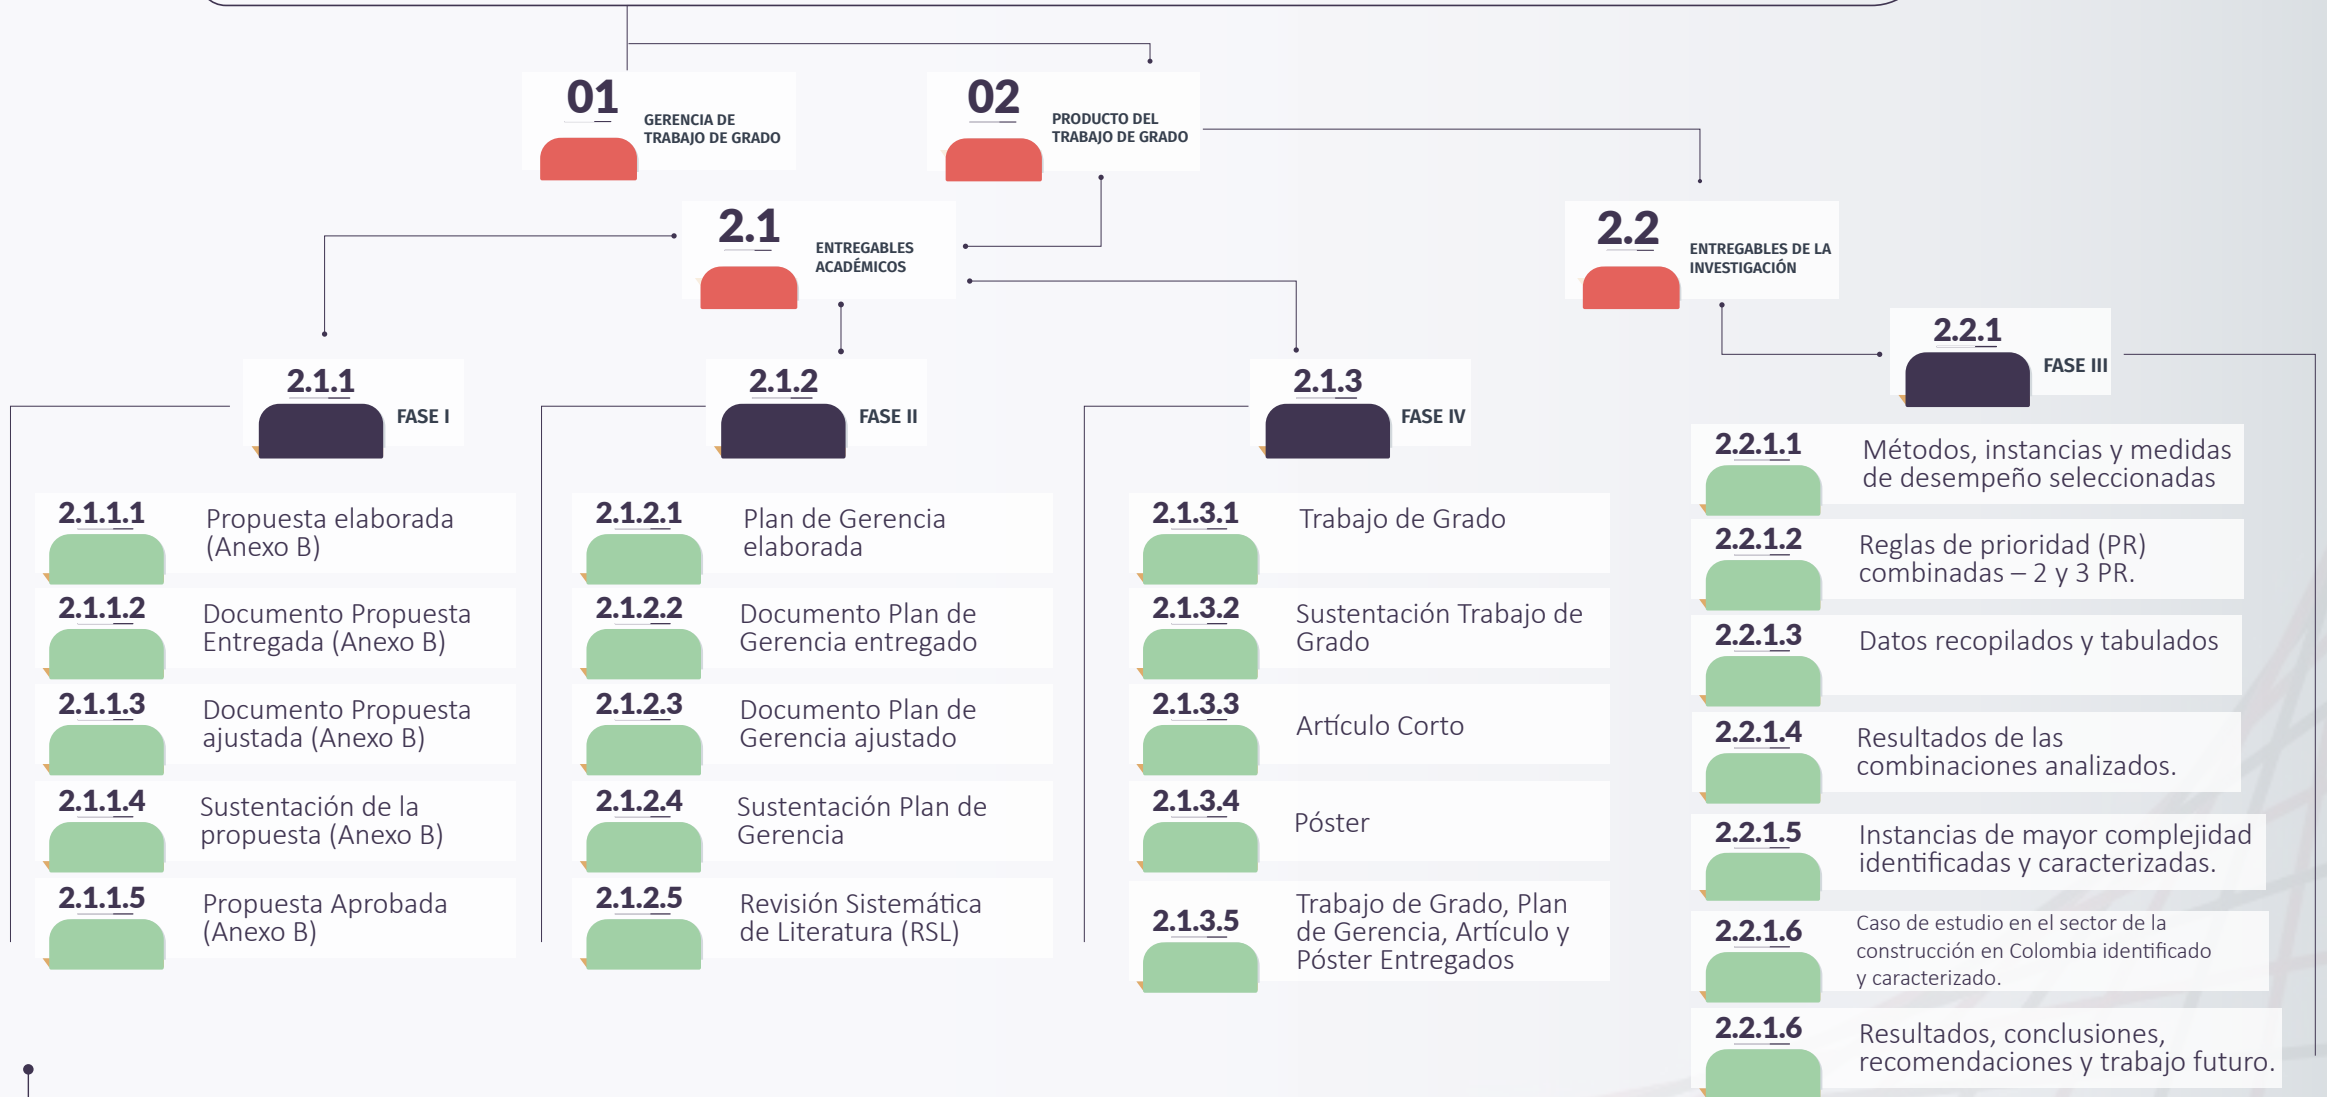 01
GERENCIA DE
TRABAJO DE GRADO
02
PRODUCTO DEL
TRABAJO DE GRADO
2.1
ENTREGABLES
ACADÉMICOS
2.2
ENTREGABLES DE LA
INVESTIGACIÓN
2.1.1
FASE I
2.1.1.1
Propuesta elaborada
(Anexo B)
2.1.1.2
Documento Propuesta
Entregada (Anexo B)
2.1.1.3
Documento Propuesta
ajustada (Anexo B)
2.1.1.4
Sustentación de la
propuesta (Anexo B)
2.1.1.5
Propuesta Aprobada
(Anexo B)
2.1.2
FASE II
2.1.2.1
Plan de Gerencia
elaborada
2.1.2.2
Documento Plan de
Gerencia entregado
2.1.2.3
Documento Plan de
Gerencia ajustado
2.1.2.4
Sustentación Plan de
Gerencia
2.1.2.5
Revisión Sistemática
de Literatura (RSL)
2.1.3
FASE IV
2.1.3.1
Trabajo de Grado
2.1.3.2
Sustentación Trabajo de
Grado
2.1.3.3
Artículo Corto
2.1.3.4
Póster
2.1.3.5
Trabajo de Grado, Plan
de Gerencia, Artículo y
Póster Entregados
2.2.1
FASE III
2.2.1.1
Métodos, instancias y medidas
de desempeño seleccionadas
2.2.1.2
Reglas de prioridad (PR)
combinadas – 2 y 3 PR.
2.2.1.3
Datos recopilados y tabulados
2.2.1.4
Resultados de las
combinaciones analizados.
2.2.1.5
Instancias de mayor complejidad
identificadas y caracterizadas.
2.2.1.6
Caso de estudio en el sector de la
construcción en Colombia identificado
y caracterizado.
2.2.1.6
Resultados, conclusiones,
recomendaciones y trabajo futuro.